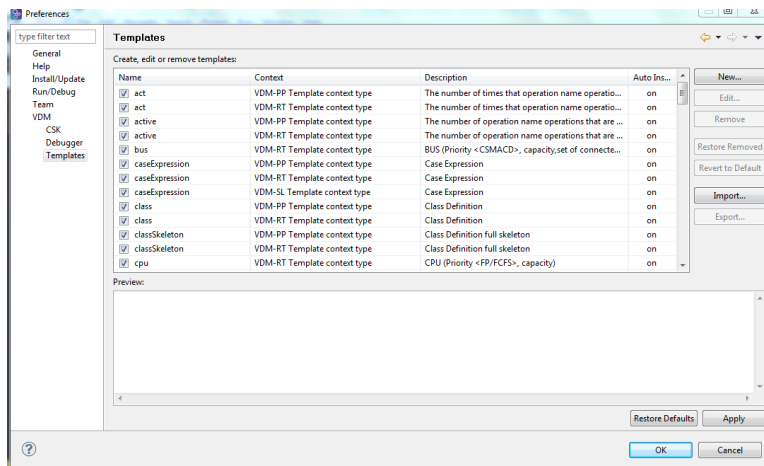 Preferences
type filter text
General
Help
Install/Update
Run/Debug
Team
VDM
CSK
Debugger
Templates
Templates
Create, edit or remove templates:
Name Context Description Auto Ins...
act VDM-PP Template context type The number of times that operation name operatio... on
act VDM-RT Template context type The number of times that operation name operatio... on
active VDM-PP Template context type The number of operation name operations that are ... on
active VDM-RT Template context type The number of operation name operations that are ... on
bus VDM-RT Template context type BUS (Priority <CSMACD>, capacity,set of connecte... on
caseExpression VDM-PP Template context type Case Expression on
caseExpression VDM-RT Template context type Case Expression on
caseExpression VDM-SL Template context type Case Expression on
class VDM-PP Template context type Class Definition on
class VDM-RT Template context type Class Definition on
classSkeleton VDM-PP Template context type Class Definition full skeleton on
classSkeleton VDM-RT Template context type Class Definition full skeleton on
cpu VDM-RT Template context type CPU (Priority <FP/FCFS>, capacity) on
New...
Edit...
Remove
Restore Removed
Revert to Default
Import...
Export...
Preview:
Restore Defaults Apply
? OK Cancel